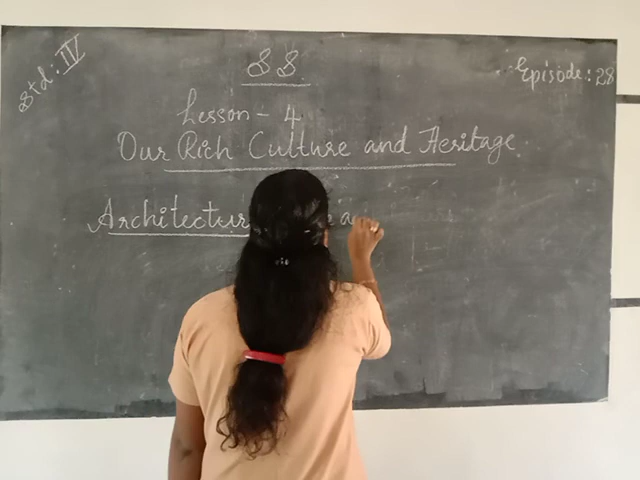 Std: IV
SS
Episode: 28
Lesson - 4
Our Rich Culture and Heritage
Architectur